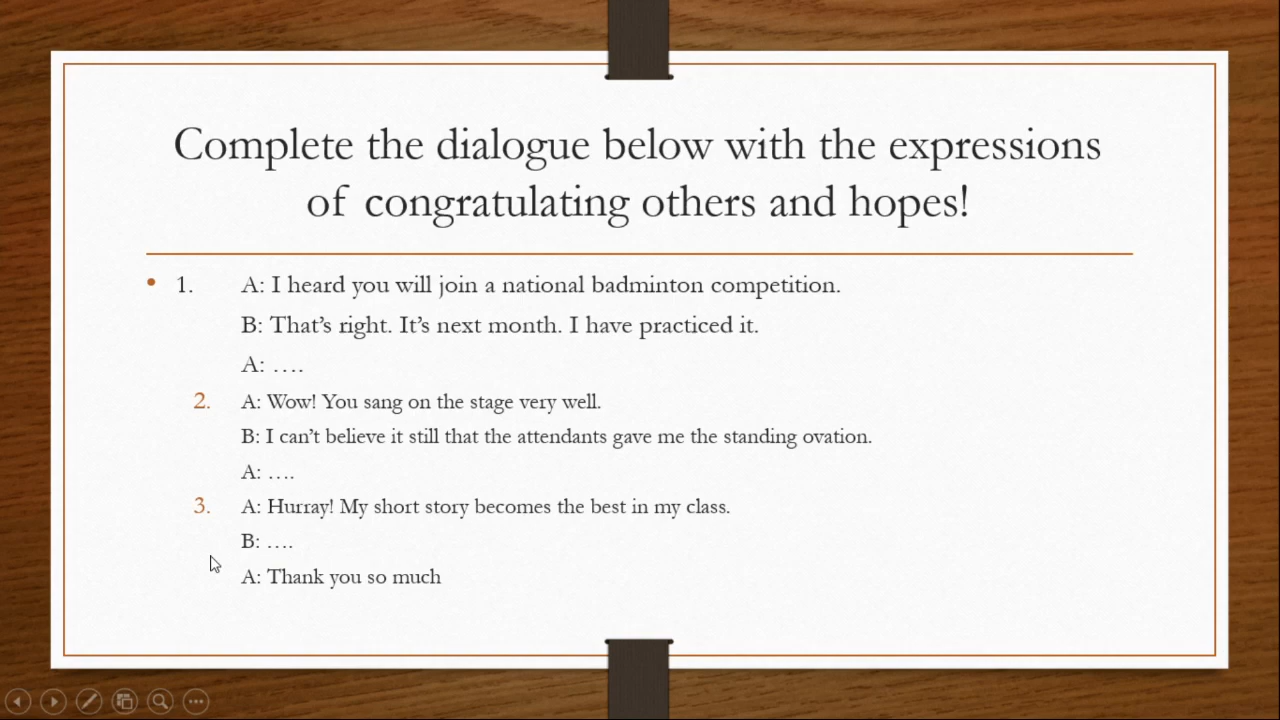 Complete the dialogue below with the expressions
of congratulating others and hopes!
• 1. A: I heard you will join a national badminton competition.
B: That’s right. It’s next month. I have practiced it.
A: ….
2. A: Wow! You sang on the stage very well.
B: I can’t believe it still that the attendants gave me the standing ovation.
A: ….
3. A: Hurray! My short story becomes the best in my class.
B: ….
A: Thank you so much